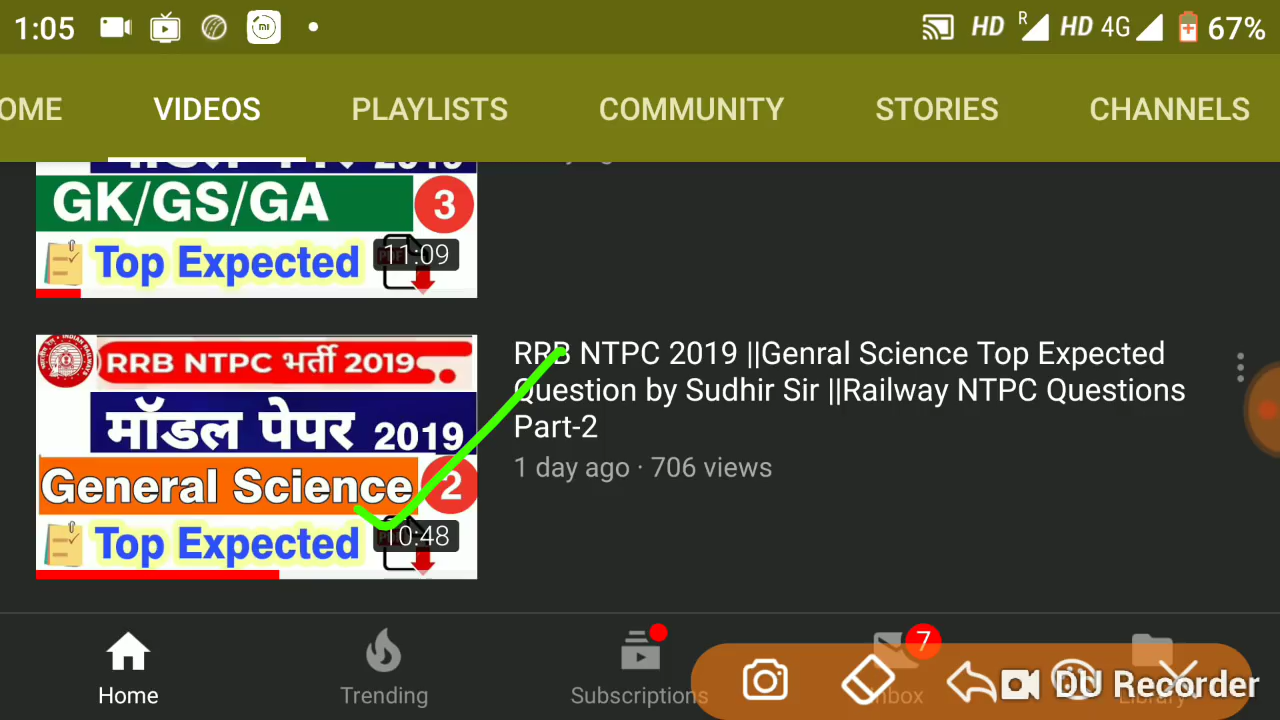 1:05 HD R HD 4G 67%
OME VIDEOS PLAYLISTS COMMUNITY STORIES CHANNELS
GK/GS/GA 3
Top Expected 11:09
RRB NTPC भर्ती 2019
मॉडल पेपर 2019
General Science 2
Top Expected 10:48
RRB NTPC 2019 ||Genral Science Top Expected
Question by Sudhir Sir ||Railway NTPC Questions
Part-2
1 day ago · 706 views
7
Home Trending Subscriptions Inbox Library
DU Recorder